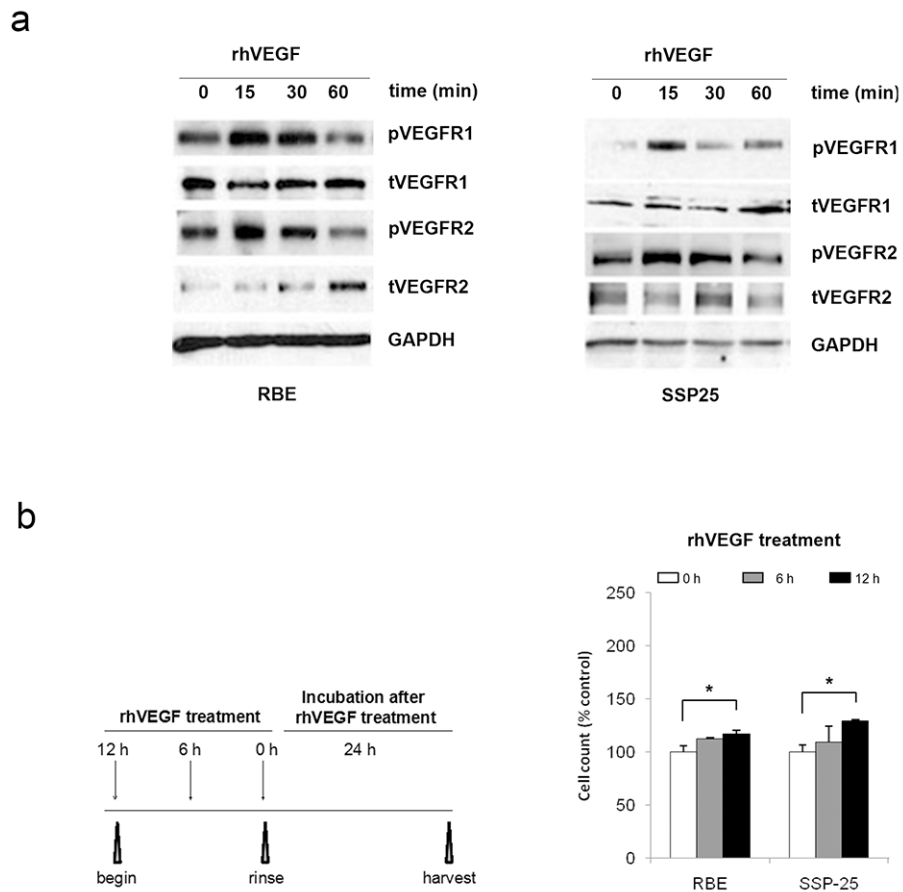 a
rhVEGF
0 15 30 60 time (min)
pVEGFR1
tVEGFR1
pVEGFR2
tVEGFR2
GAPDH
RBE
rhVEGF
0 15 30 60 time (min)
pVEGFR1
tVEGFR1
pVEGFR2
tVEGFR2
GAPDH
SSP25
b
rhVEGF treatment
Incubation after
rhVEGF treatment
12 h 6 h 0 h 24 h
begin rinse harvest
rhVEGF treatment
0 h 6 h 12 h
Cell count (% control)
250
200
150
100
50
0
* *
RBE SSP-25